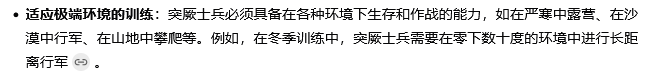 • 适应极端环境的训练：突厥士兵必须具备在各种环境下生存和作战的能力，如在严寒中露营、在沙
漠中行军、在山地中攀爬等。例如，在冬季训练中，突厥士兵需要在零下数十度的环境中进行长距
离行军 。